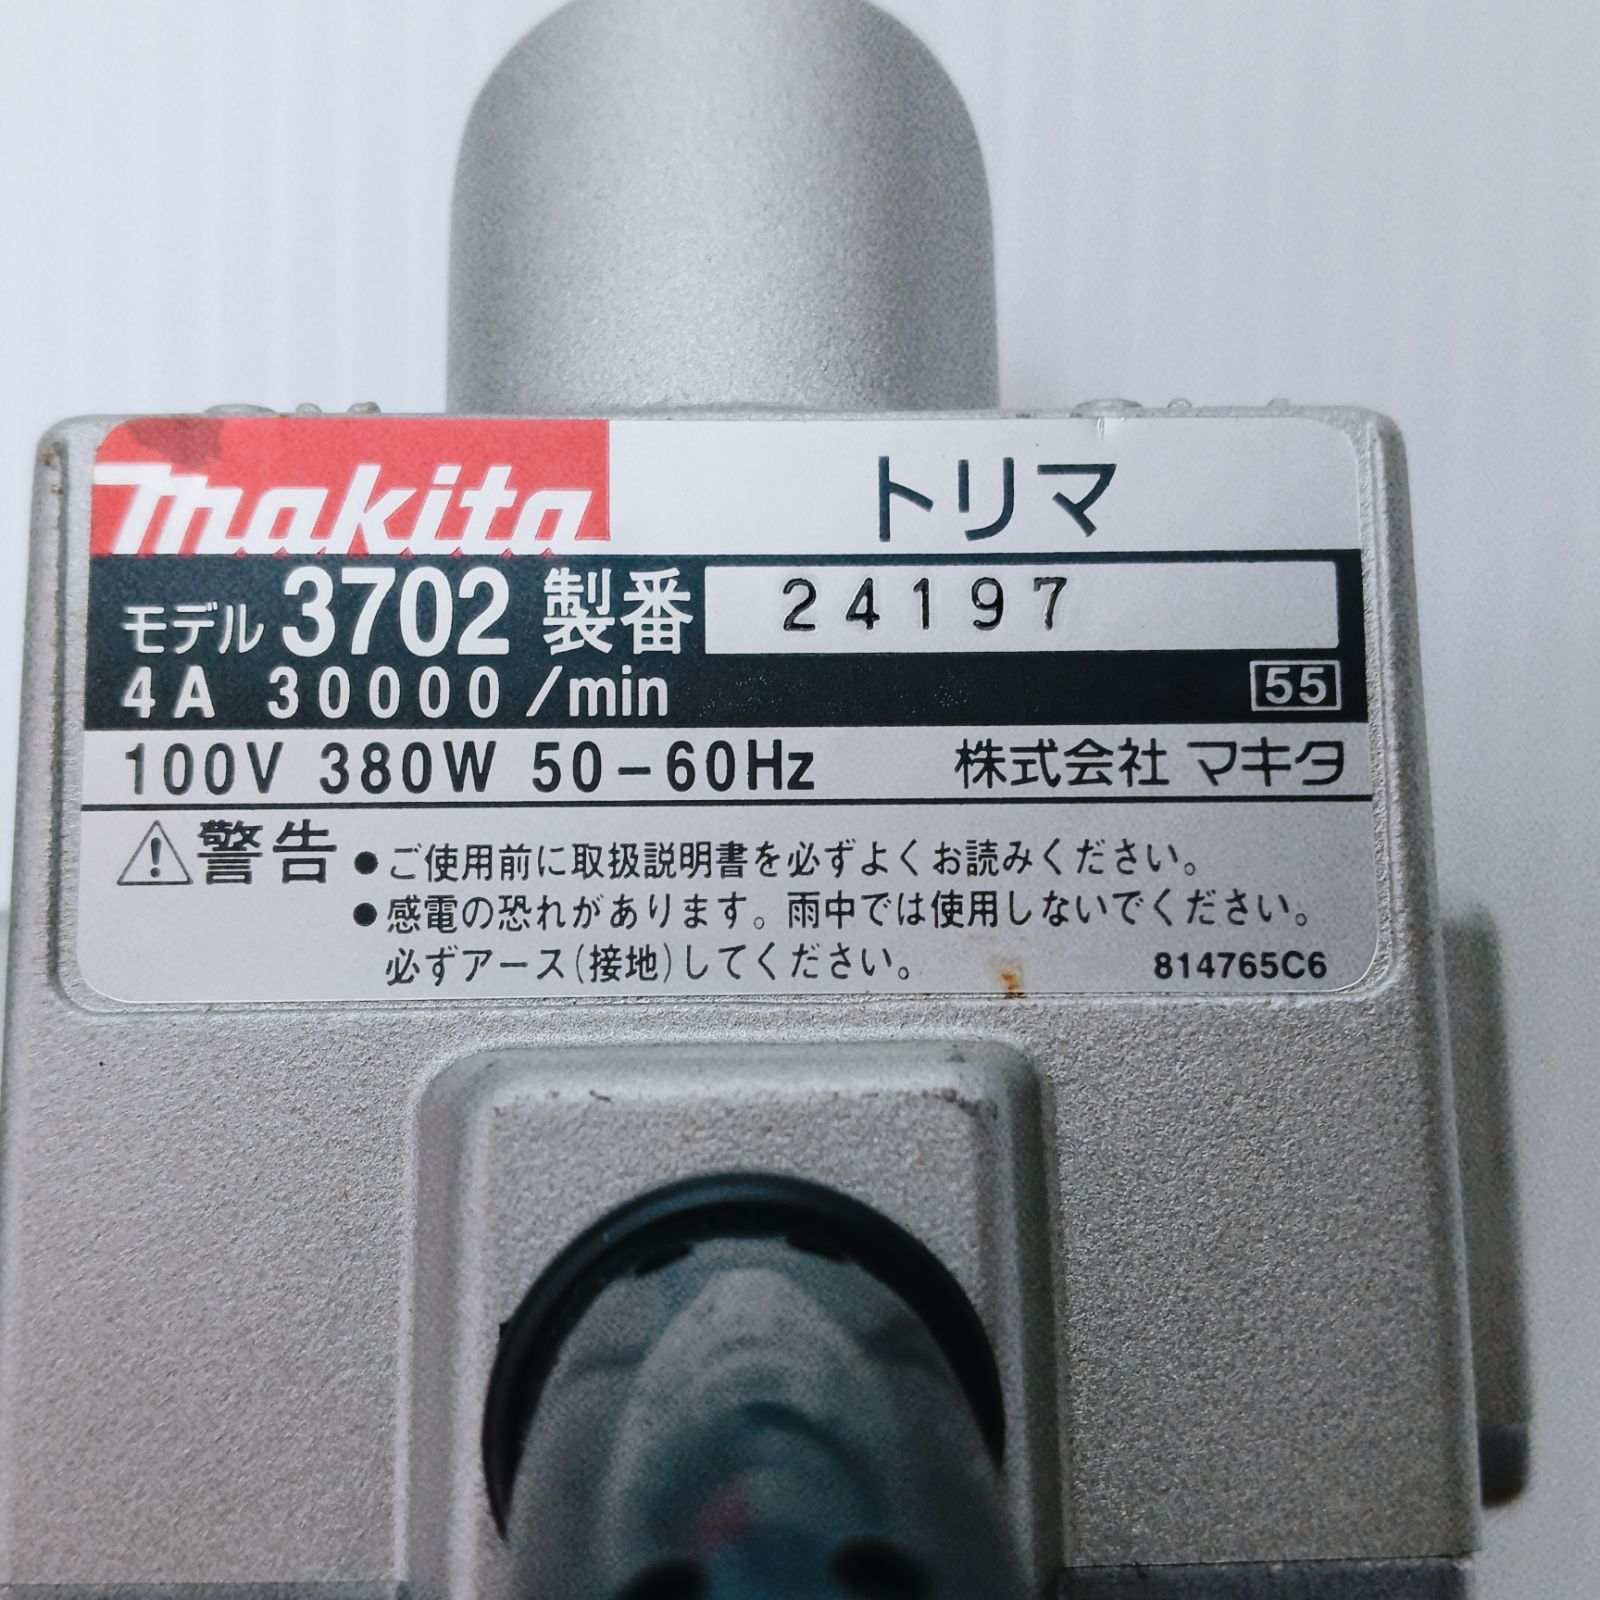 makita トリマ
モデル 3702 製番 24197
4A 30000/min 55
100V 380W 50-60Hz 株式会社 マキタ
⚠警告 ●ご使用前に取扱説明書を必ずよくお読みください。
●感電の恐れがあります。雨中では使用しないでください。
必ずアース(接地)してください。 814765C6